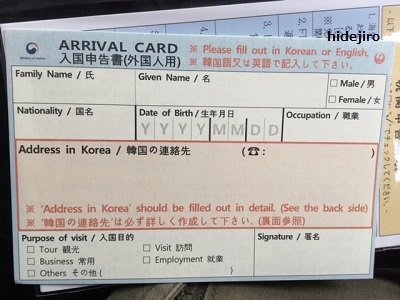 hidejiro
ARRIVAL CARD
入国申告書(外国人用)
※ Please fill out in Korean or English.
※ 韓国語又は英語で記入して下さい。
Family Name / 氏
Given Name / 名
□ Male / 男
□ Female / 女
Nationality / 国名
Date of Birth / 生年月日
Y Y Y Y M M D D
Occupation / 職業
Address in Korea / 韓国の連絡先 (☎: )
※ 'Address in Korea' should be filled out in detail. (See the back side)
※ '韓国の連絡先'は必ず詳しく作成して下さい. (裏面参照)
Purpose of visit / 入国目的
□ Tour 観光
□ Visit 訪問
□ Business 常用
□ Employment 就業
□ Others その他 ( )
Signature / 署名